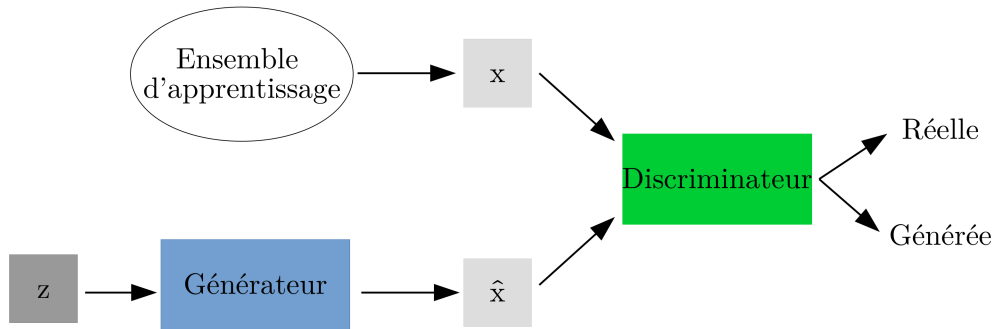 Ensemble
d'apprentissage
x
Réelle
Discriminateur
Générée
z
Générateur
x̂